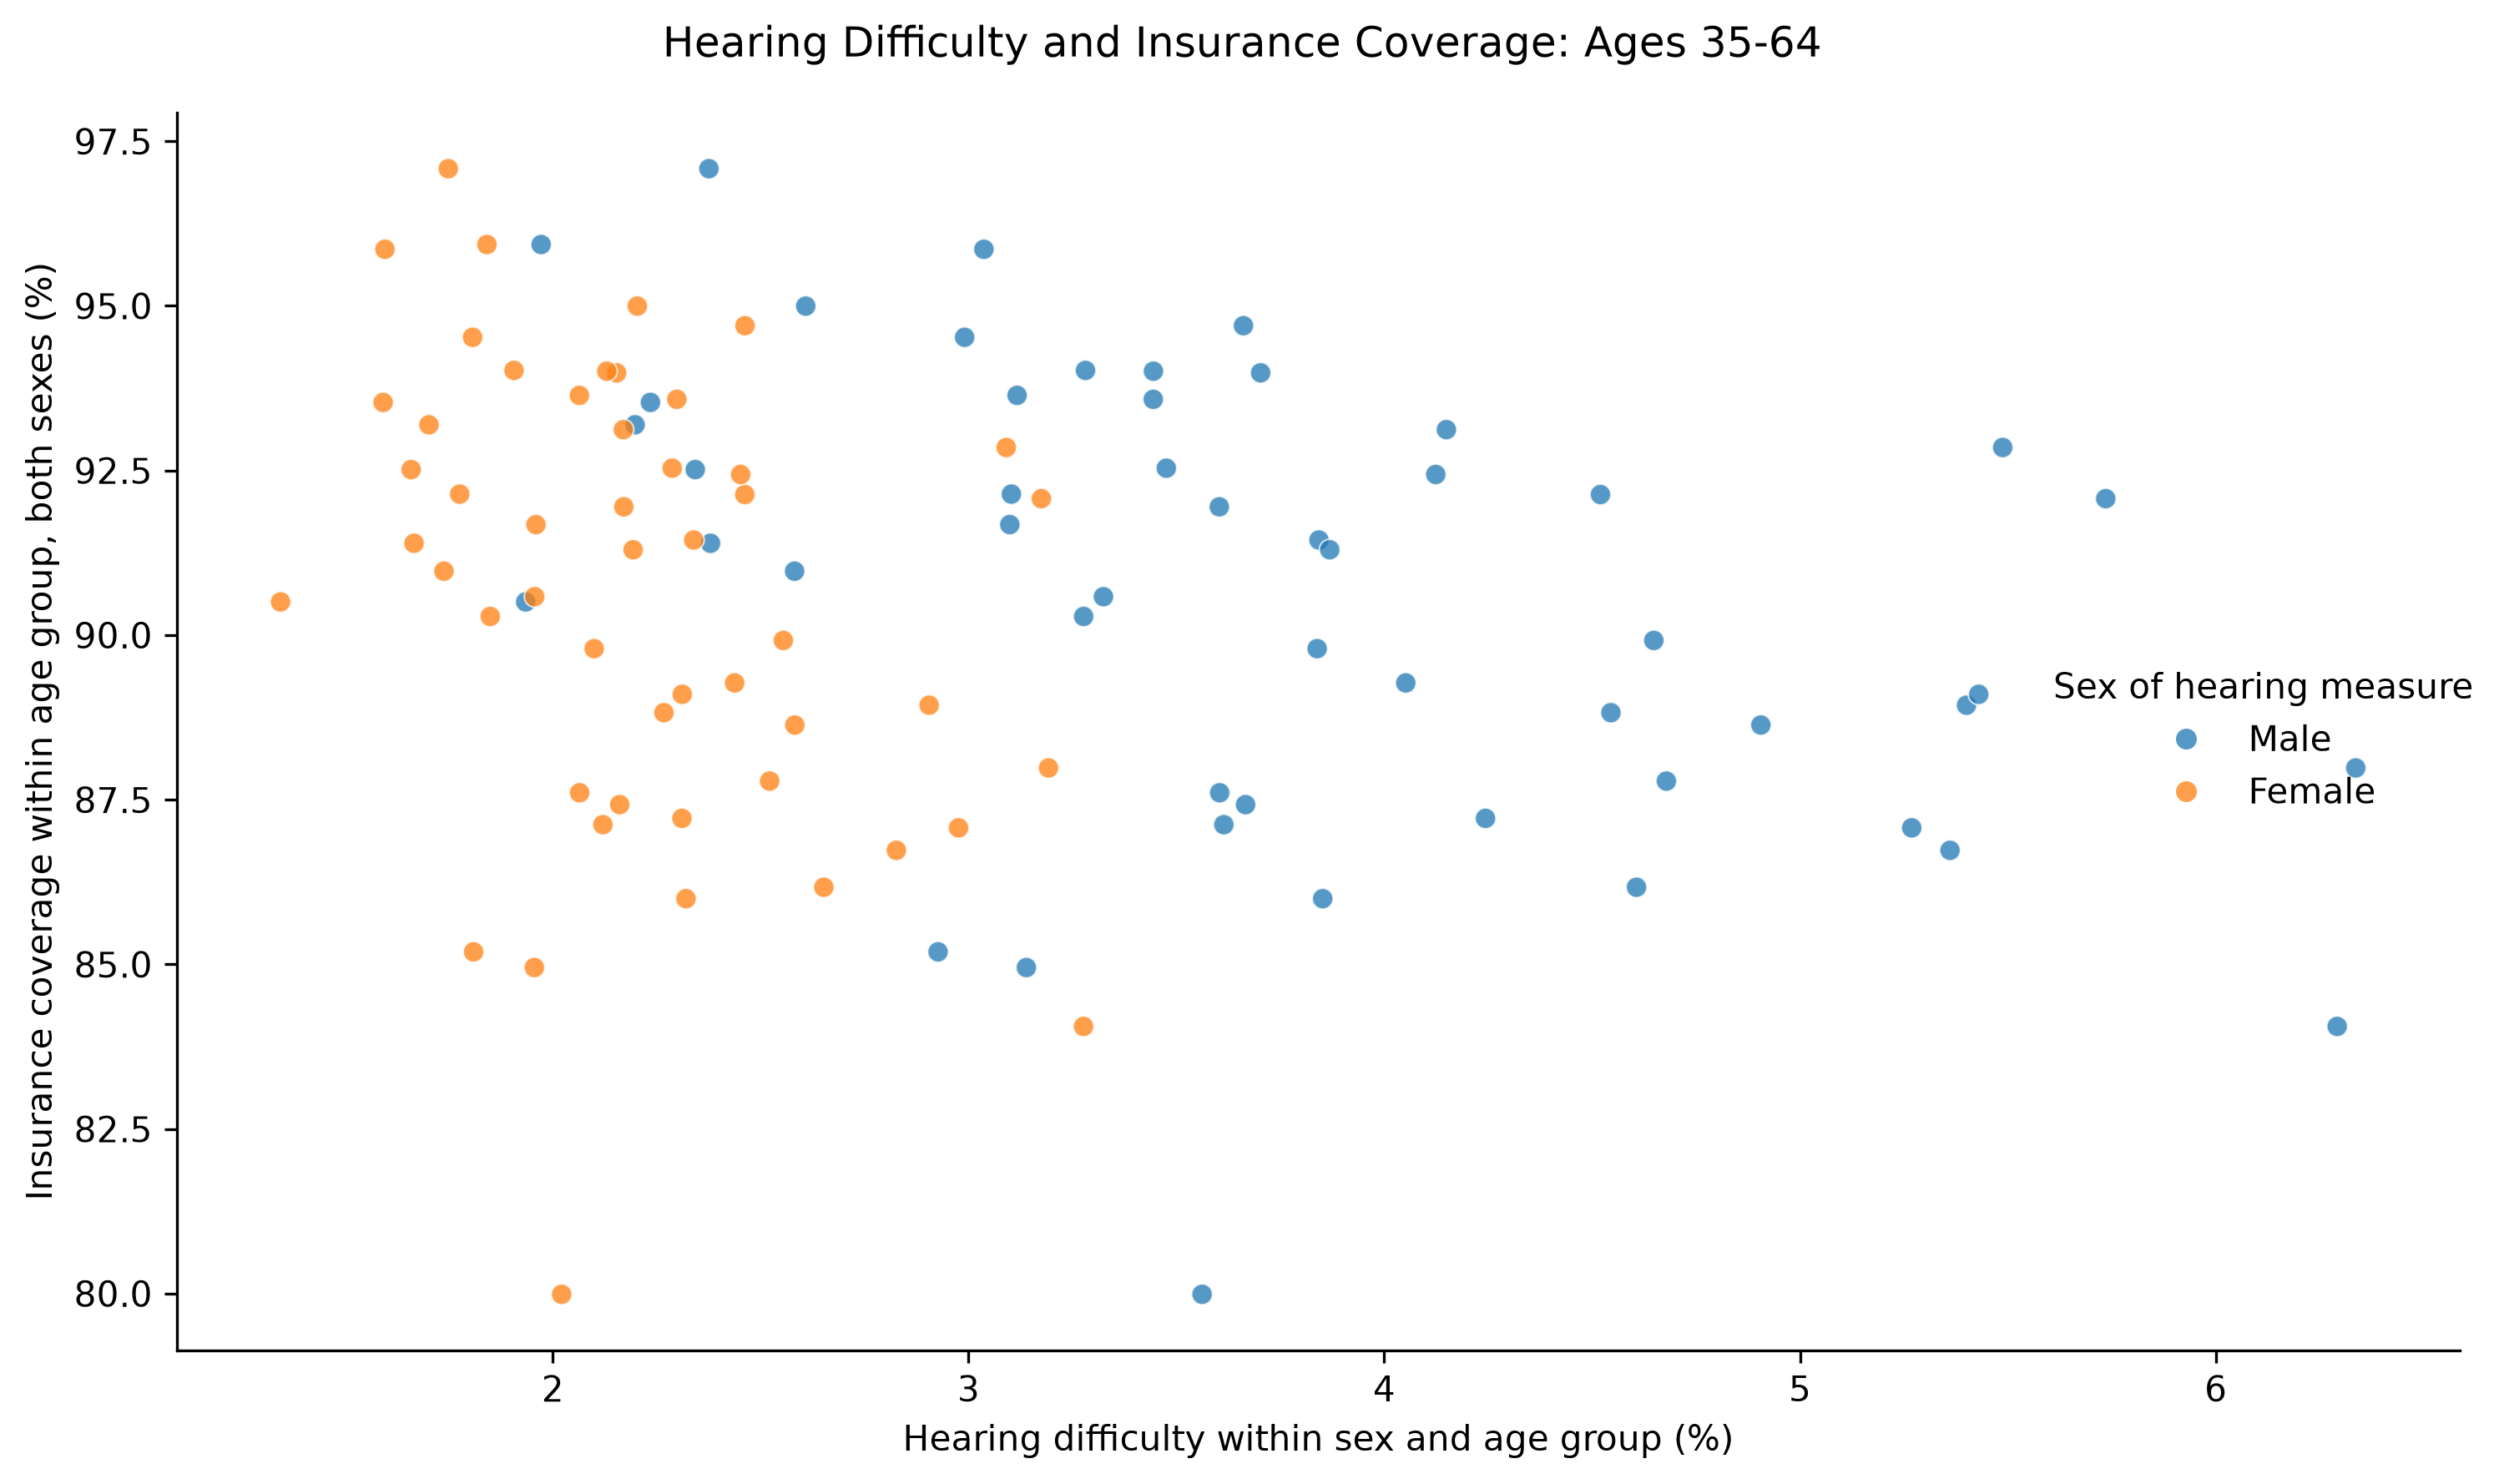 Hearing Difficulty and Insurance Coverage: Ages 35-64
Insurance coverage within age group, both sexes (%)
97.5
95.0
92.5
90.0
87.5
85.0
82.5
80.0
Sex of hearing measure
Male
Female
2
3
4
5
6
Hearing difficulty within sex and age group (%)